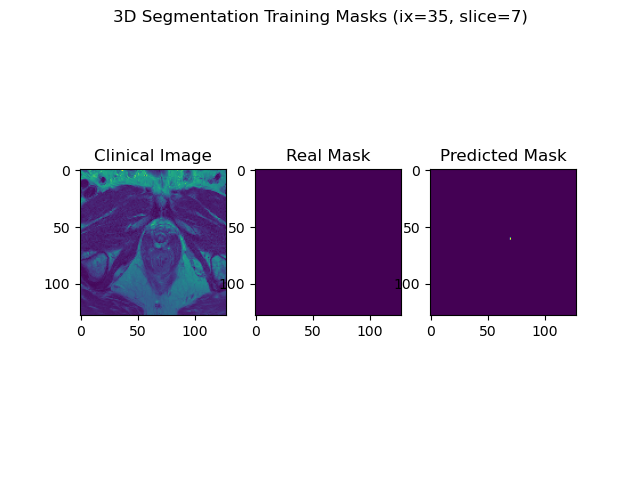 3D Segmentation Training Masks (ix=35, slice=7)
Clinical Image Real Mask Predicted Mask
0 0 0
50 50 50
100 100 100
0 50 100 0 50 100 0 50 100